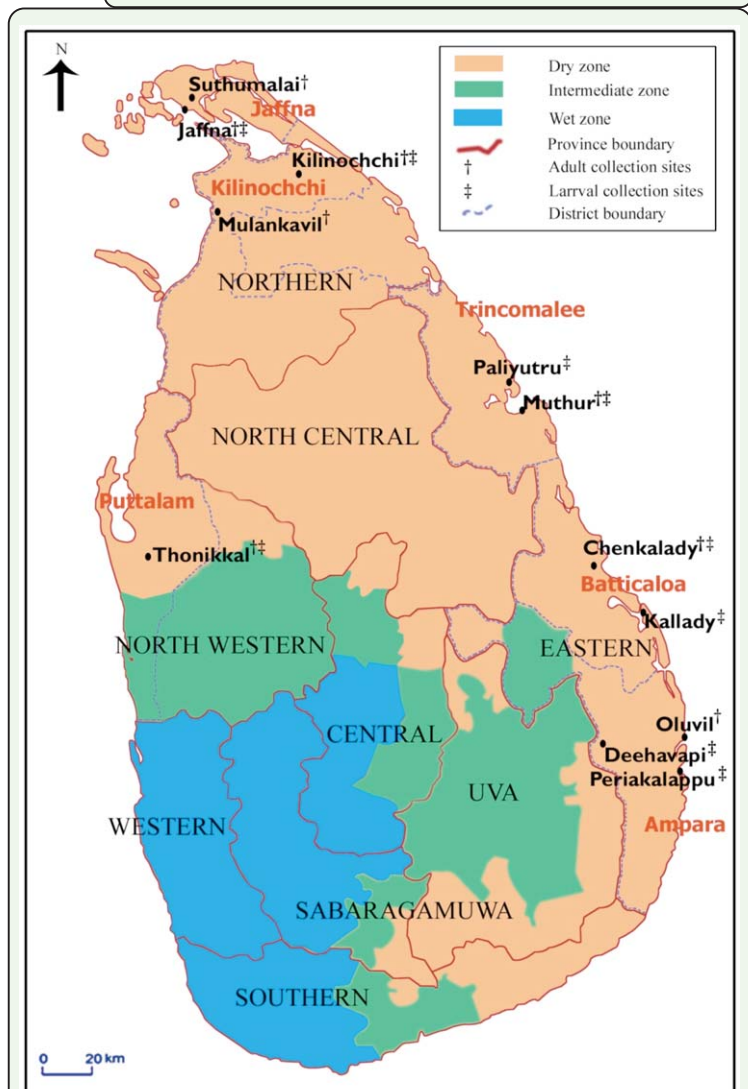 N
Dry zone
Intermediate zone
Wet zone
Province boundary
† Adult collection sites
‡ Larrval collection sites
District boundary
Suthumalai†
Jaffna
Jaffna†‡
Kilinochchi†‡
Kilinochchi
Mulankavil†
NORTHERN
Trincomalee
Paliyutru‡
Muthur†‡
NORTH CENTRAL
Puttalam
Thonikkal†‡
Chenkalady†‡
Batticaloa
Kallady‡
NORTH WESTERN
EASTERN
Oluvil†
CENTRAL
Deehavapi‡
Periakalappu‡
UVA
WESTERN
Ampara
SABARAGAMUWA
SOUTHERN
0 20 km